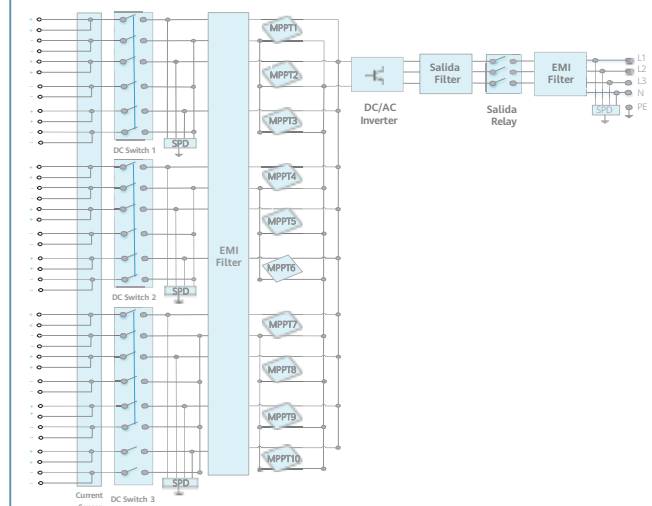 MPPT1
MPPT2
MPPT3
SPD
DC Switch 1
MPPT4
MPPT5
MPPT6
SPD
DC Switch 2
EMI
Filter
MPPT7
MPPT8
MPPT9
MPPT10
SPD
Current
DC Switch 3
DC/AC
Inverter
Salida
Filter
Salida
Relay
EMI
Filter
L1
L2
L3
N
SPD
PE